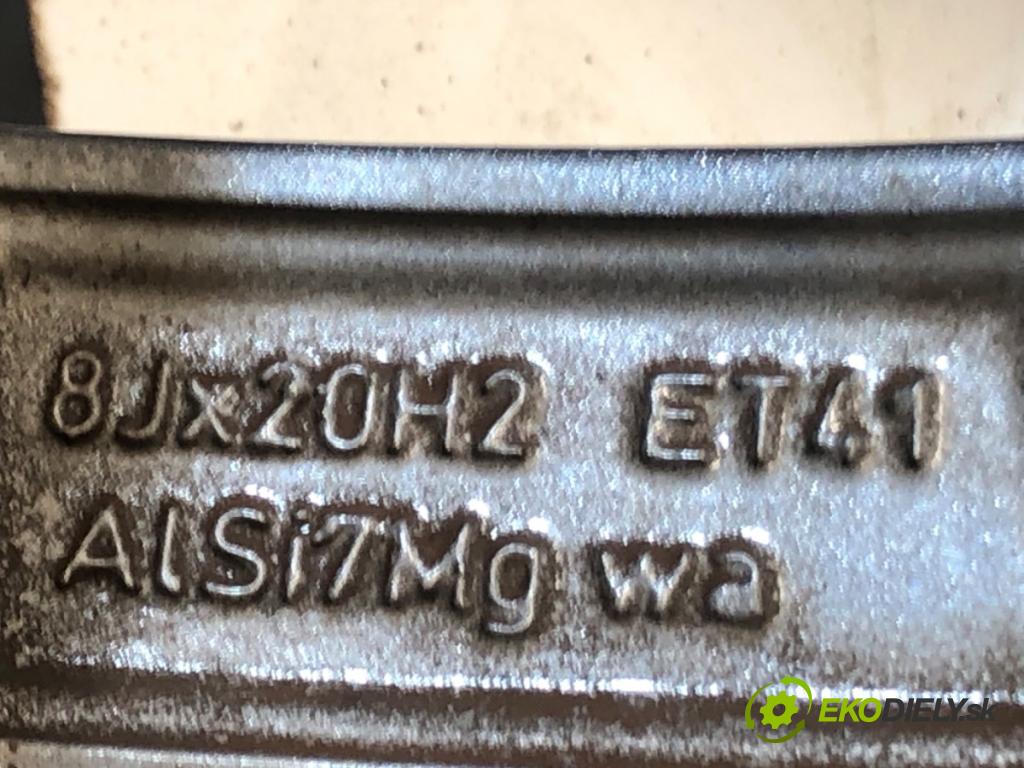 8Jx20H2 ET41
AlSi7Mg wa
EKODIELY.sk